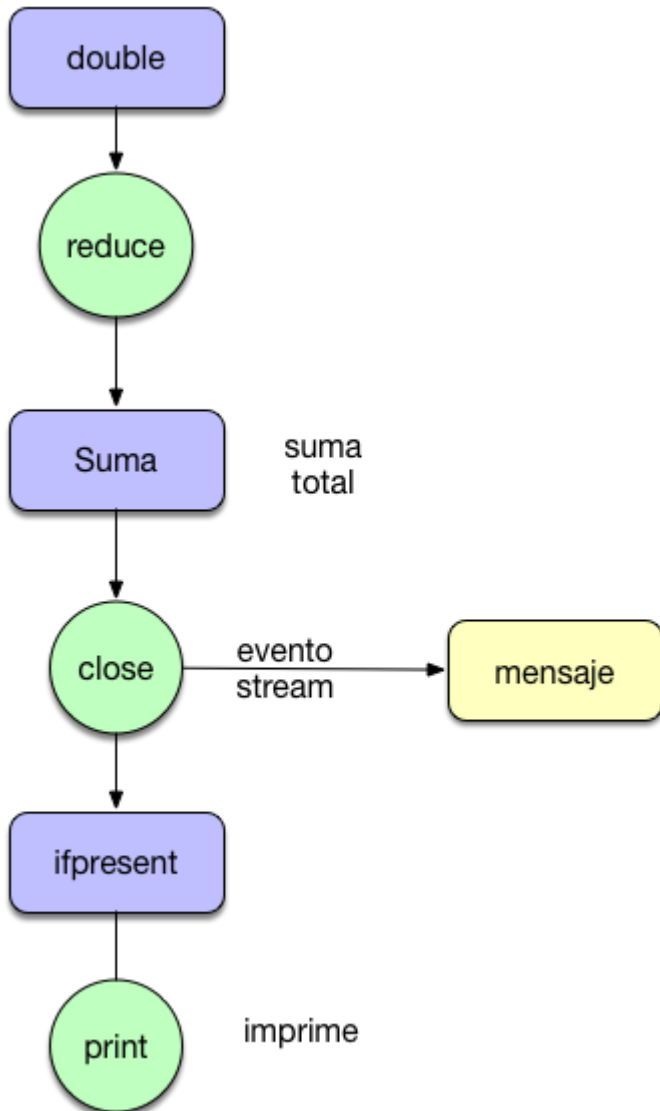 double
reduce
Suma
suma
total
close
evento
stream
mensaje
ifpresent
print
imprime